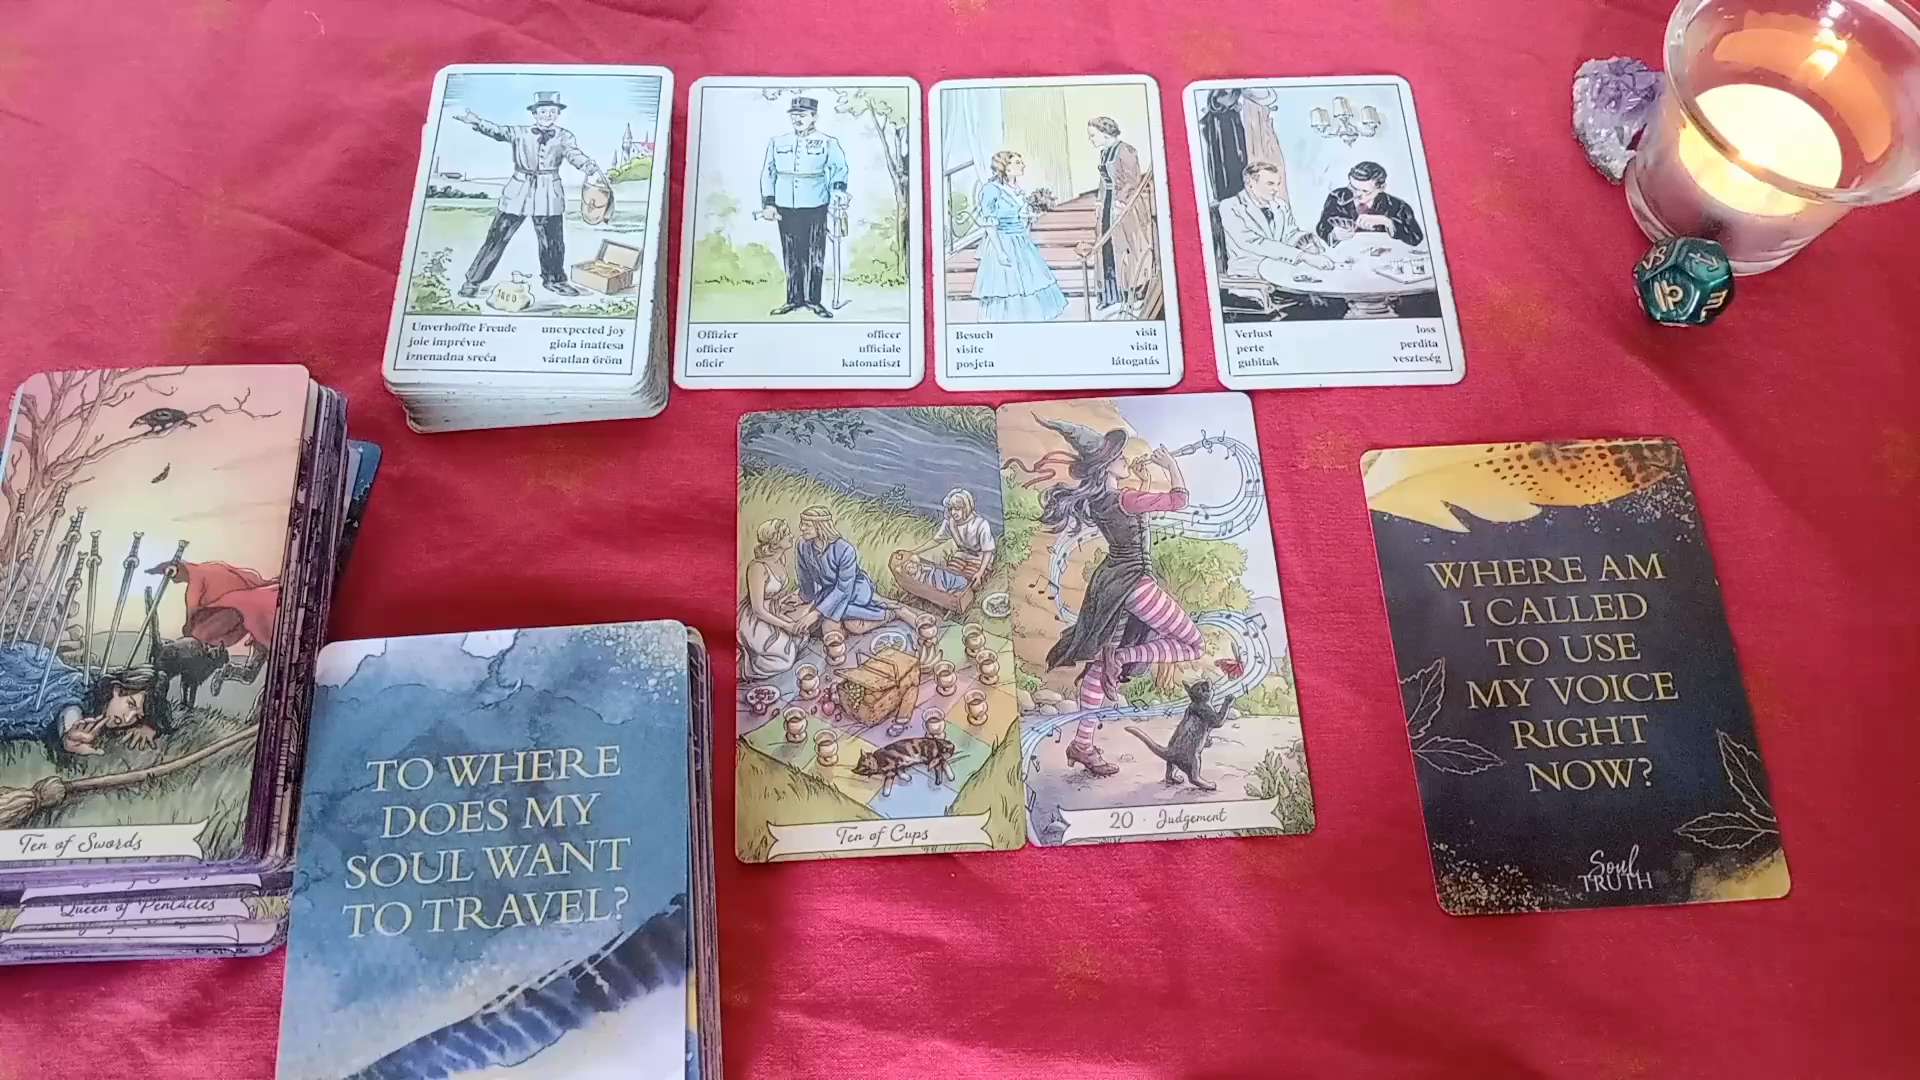 Unverhoffte Freude unexpected joy
joie imprévue gioia inattesa
iznenadna sreća váratlan öröm
Offizier officer
officier ufficiale
oficir katonatiszt
Besuch visit
visite visita
posjeta látogatás
Verlust loss
perte perdita
gubitak veszteség
Ten of Swords
Queen of Pentacles
TO WHERE
DOES MY
SOUL WANT
TO TRAVEL?
Ten of Cups
20 · Judgement
WHERE AM
I CALLED
TO USE
MY VOICE
RIGHT
NOW?
Soul
TRUTH